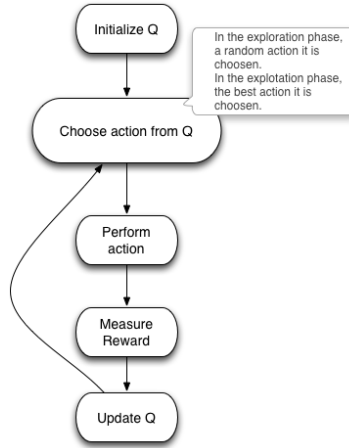 Initialize Q
In the exploration phase,
a random action it is
choosen.
In the explotation phase,
the best action it is
choosen.
Choose action from Q
Perform
action
Measure
Reward
Update Q